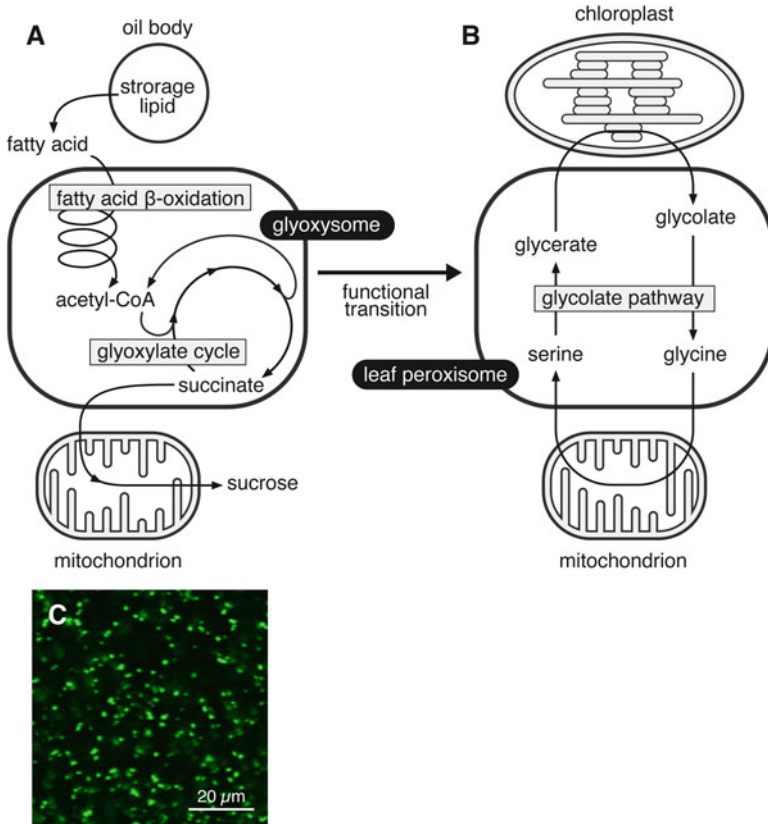 A
oil body
strorage
lipid
fatty acid
fatty acid β-oxidation
glyoxysome
acetyl-CoA
glyoxylate cycle
succinate
sucrose
mitochondrion
functional
transition
B
chloroplast
glycolate
glycerate
glycolate pathway
serine
glycine
leaf peroxisome
mitochondrion
C
20 µm